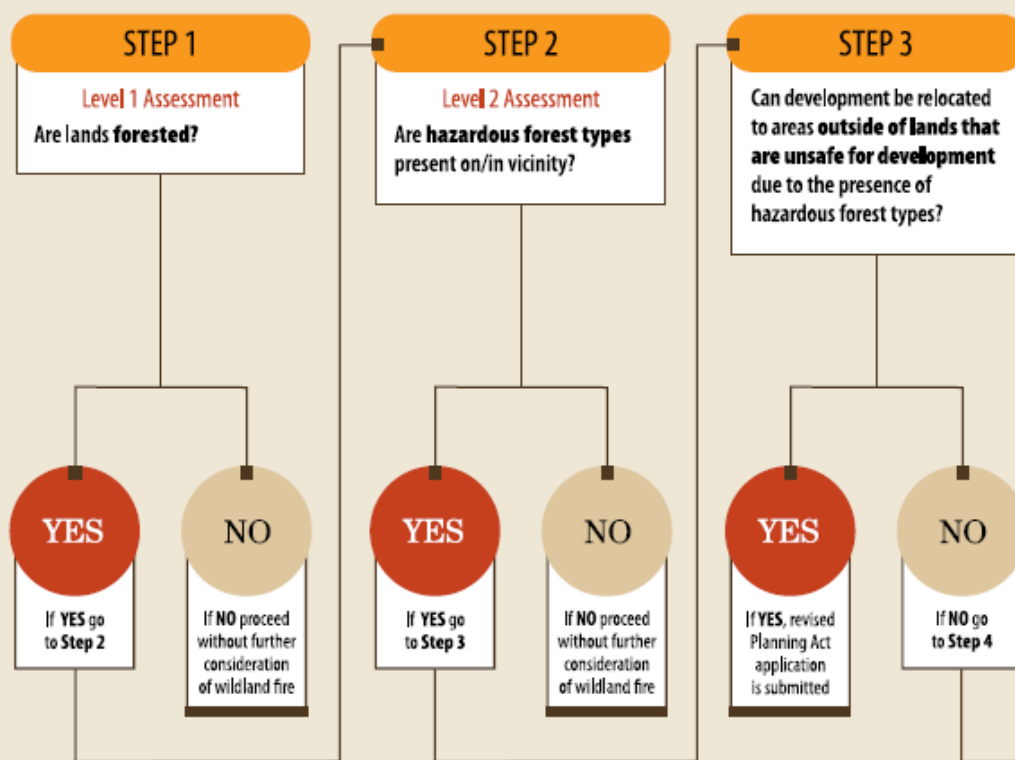 STEP 1
Level 1 Assessment
Are lands forested?
YES
If YES go
to Step 2
NO
If NO proceed
without further
consideration
of wildland fire
STEP 2
Level 2 Assessment
Are hazardous forest types
present on/in vicinity?
YES
If YES go
to Step 3
NO
If NO proceed
without further
consideration
of wildland fire
STEP 3
Can development be relocated
to areas outside of lands that
are unsafe for development
due to the presence of
hazardous forest types?
YES
If YES, revised
Planning Act
application
is submitted
NO
If NO go
to Step 4